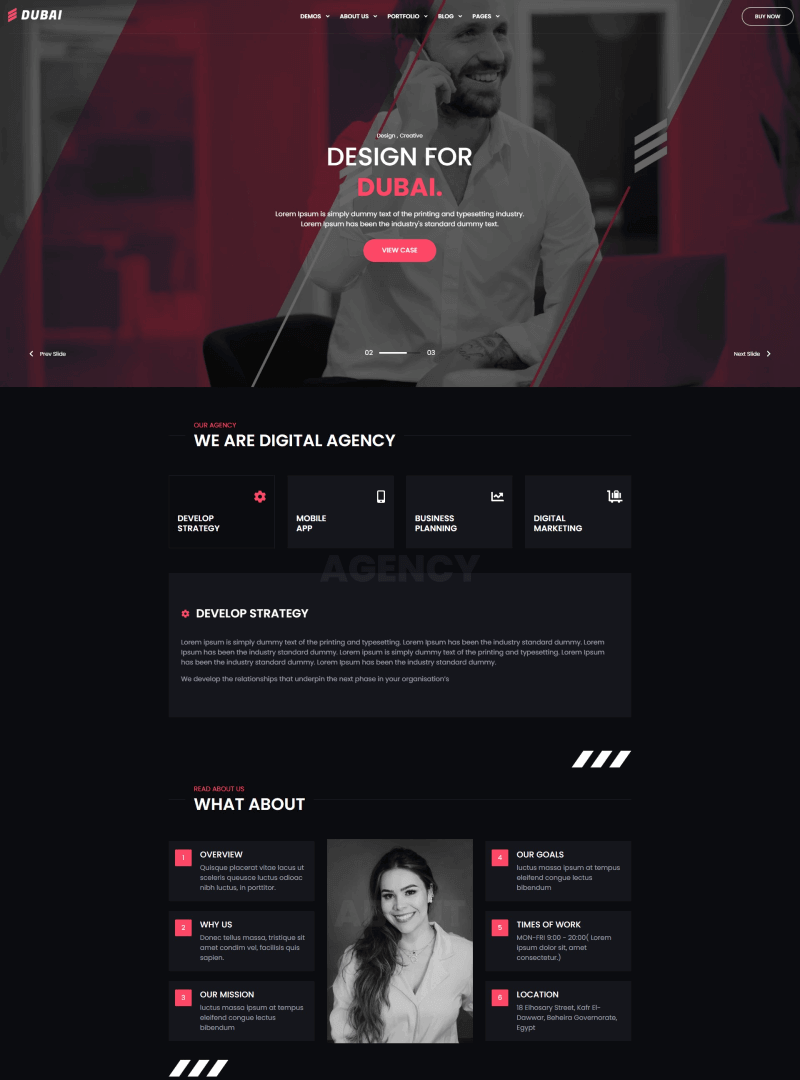 DUBAI
DEMOS
ABOUT US
PORTFOLIO
BLOG
PAGES
BUY NOW
Design , Creative
DESIGN FOR
DUBAI.
Lorem Ipsum is simply dummy text of the printing and typesetting industry.
Lorem Ipsum has been the industry's standard dummy text.
VIEW CASE
Prev Slide
02
03
Next Slide
OUR AGENCY
WE ARE DIGITAL AGENCY
DEVELOP
STRATEGY
MOBILE
APP
BUSINESS
PLANNING
DIGITAL
MARKETING
AGENCY
DEVELOP STRATEGY
Lorem ipsum is simply dummy text of the printing and typesetting. Lorem Ipsum has been the industry standard dummy. Lorem
Ipsum has been the industry standard dummy. Lorem ipsum is simply dummy text of the printing and typesetting. Lorem Ipsum
has been the industry standard dummy. Lorem Ipsum has been the industry standard dummy.
We develop the relationships that underpin the next phase in your organisation's
READ ABOUT US
WHAT ABOUT
1
OVERVIEW
Quisque placerat vitae lacus ut
sceleris queusce luctus odioac
nibh luctus, in porttitor.
2
WHY US
Donec tellus massa, tristique sit
amet condim vel, facilisis quis
sapien.
3
OUR MISSION
luctus massa ipsum at tempus
eleifend congue lectus
bibendum
4
OUR GOALS
luctus massa ipsum at tempus
eleifend congue lectus
bibendum
5
TIMES OF WORK
MON-FRI 9:00 - 20:00( Lorem
ipsum dolor sit, amet
consectetur.)
6
LOCATION
18 Elhosary Street, Kafr El-
Dawwar, Beheira Governorate,
Egypt